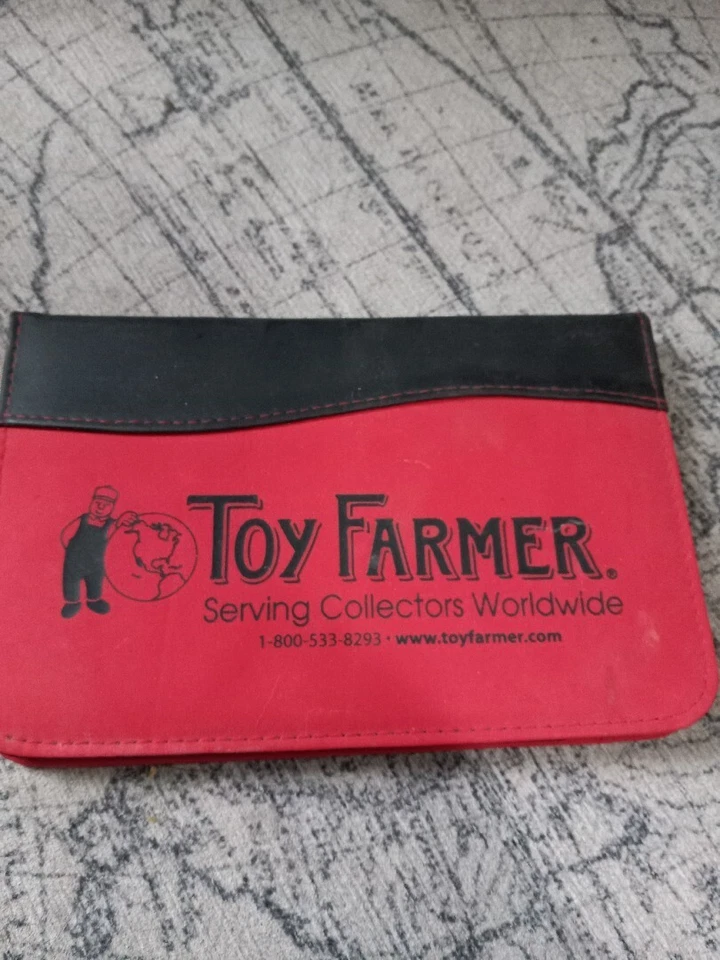 TOY FARMER®
Serving Collectors Worldwide
1-800-533-8293 • www.toyfarmer.com